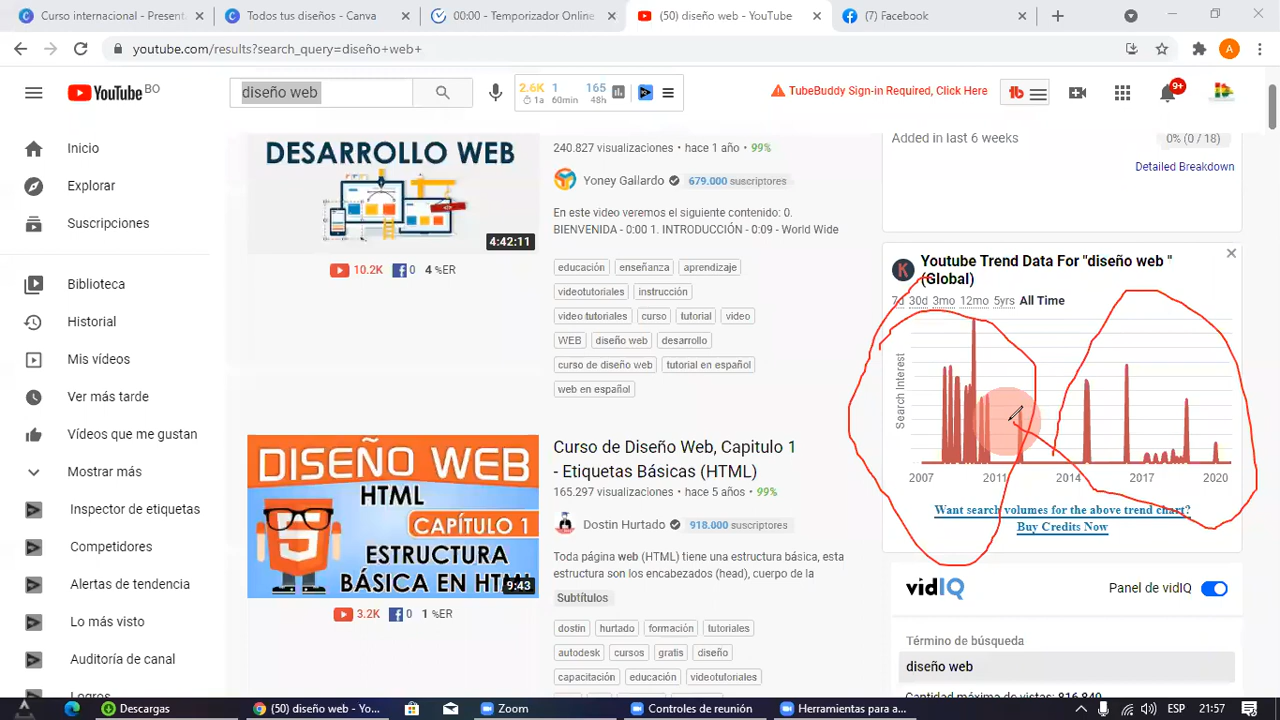 Curso internacional - Present
Todos tus diseños - Canva
00:00 - Temporizador Online
(50) diseño web - YouTube
(7) Facebook
youtube.com/results?search_query=diseño+web+
A
YouTube BO
diseño web
2.6K 1 165
1a 60min 48h
TubeBuddy Sign-in Required, Click Here
9+
Inicio
Explorar
Suscripciones
Biblioteca
Historial
Mis vídeos
Ver más tarde
Vídeos que me gustan
Mostrar más
Inspector de etiquetas
Competidores
Alertas de tendencia
Lo más visto
Auditoría de canal
Logros
DESARROLLO WEB
4:42:11
10.2K 0 4 %ER
240.827 visualizaciones • hace 1 año • 99%
Yoney Gallardo 679.000 suscriptores
En este video veremos el siguiente contenido: 0.
BIENVENIDA - 0:00 1. INTRODUCCIÓN - 0:09 - World Wide
educación enseñanza aprendizaje
videotutoriales instrucción
video tutoriales curso tutorial video
WEB diseño web desarrollo
curso de diseño web tutorial en español
web en español
DISEÑO WEB
HTML
CAPÍTULO 1
ESTRUCTURA
BÁSICA EN HTML
9:43
3.2K 0 1 %ER
Curso de Diseño Web, Capitulo 1
- Etiquetas Básicas (HTML)
165.297 visualizaciones • hace 5 años • 99%
Dostin Hurtado 918.000 suscriptores
Toda página web (HTML) tiene una estructura básica, esta
estructura son los encabezados (head), cuerpo de la
Subtítulos
dostin hurtado formación tutoriales
autodesk cursos gratis diseño
capacitación educación videotutoriales
Added in last 6 weeks 0% (0 / 18)
Detailed Breakdown
K
Youtube Trend Data For "diseño web "
(Global)
7d 30d 3mo 12mo 5yrs All Time
Search Interest
2007 2011 2014 2017 2020
Want search volumes for the above trend chart?
Buy Credits Now
vidIQ
Panel de vidIQ
Término de búsqueda
diseño web
Cantidad máxima de vistas: 816.840
Descargas
(50) diseño web - Yo...
Zoom
Controles de reunión
Herramientas para a...
ESP
21:57